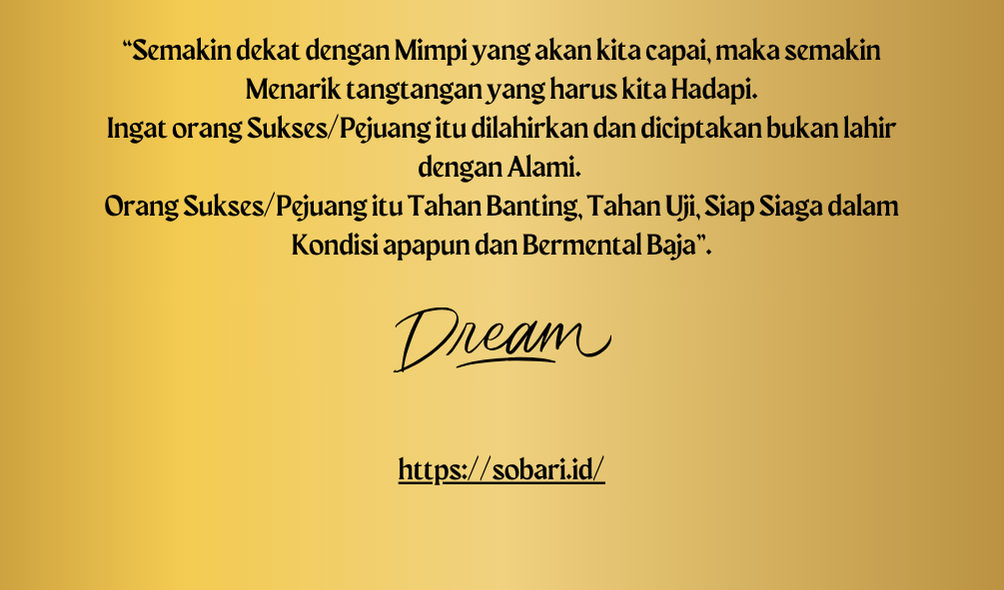 “Semakin dekat dengan Mimpi yang akan kita capai, maka semakin
Menarik tangtangan yang harus kita Hadapi.
Ingat orang Sukses/Pejuang itu dilahirkan dan diciptakan bukan lahir
dengan Alami.
Orang Sukses/Pejuang itu Tahan Banting, Tahan Uji, Siap Siaga dalam
Kondisi apapun dan Bermental Baja”.
Dream
https://sobari.id/